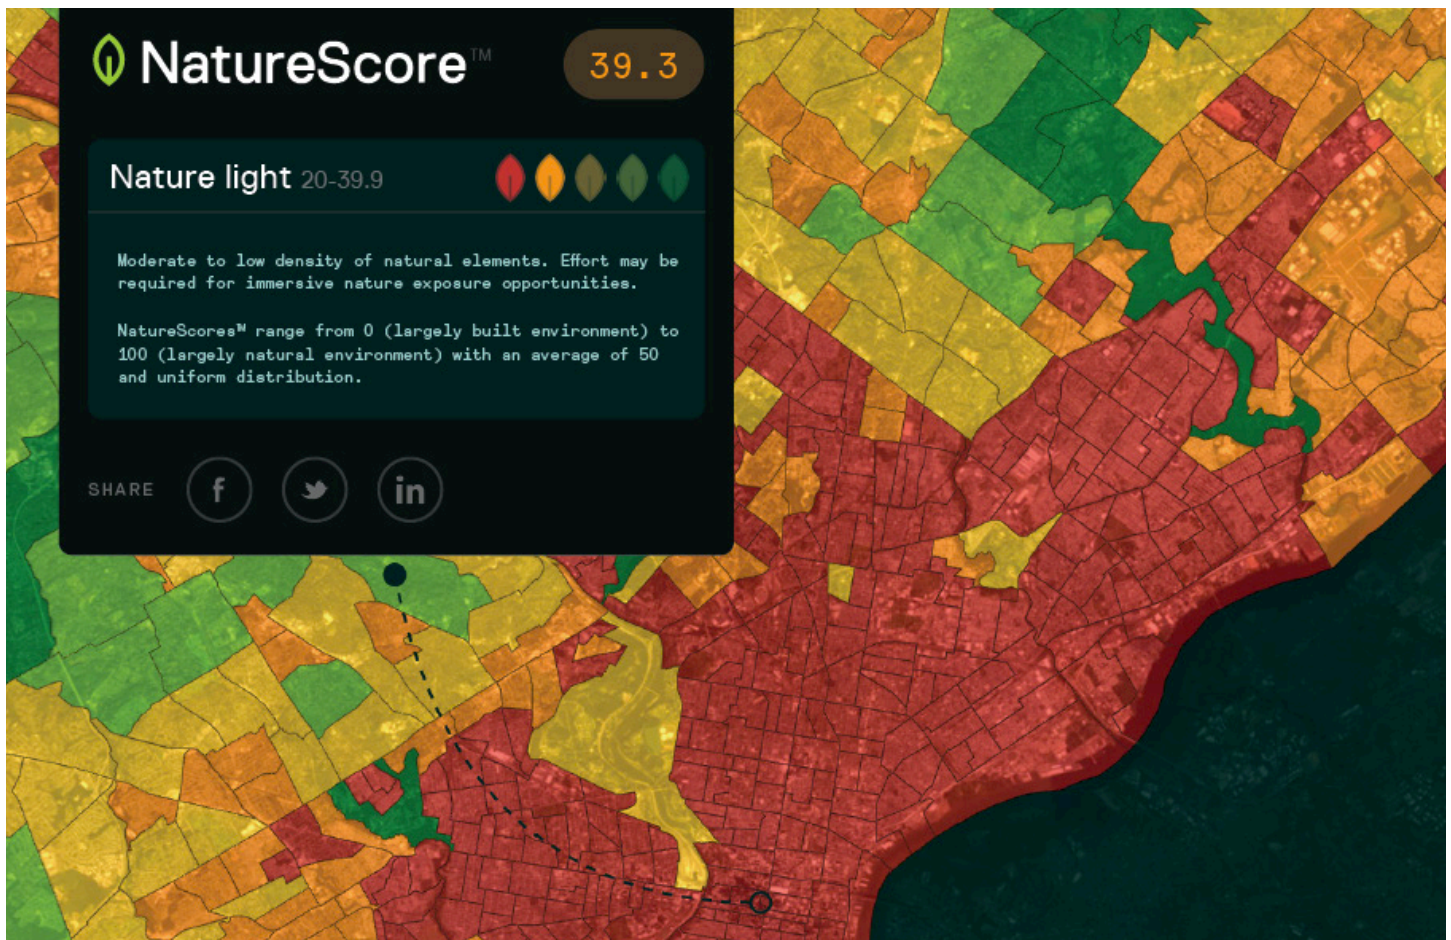 NatureScore™
39.3
Nature light 20-39.9
Moderate to low density of natural elements. Effort may be
required for immersive nature exposure opportunities.
NatureScores™ range from 0 (largely built environment) to
100 (largely natural environment) with an average of 50
and uniform distribution.
SHARE f in